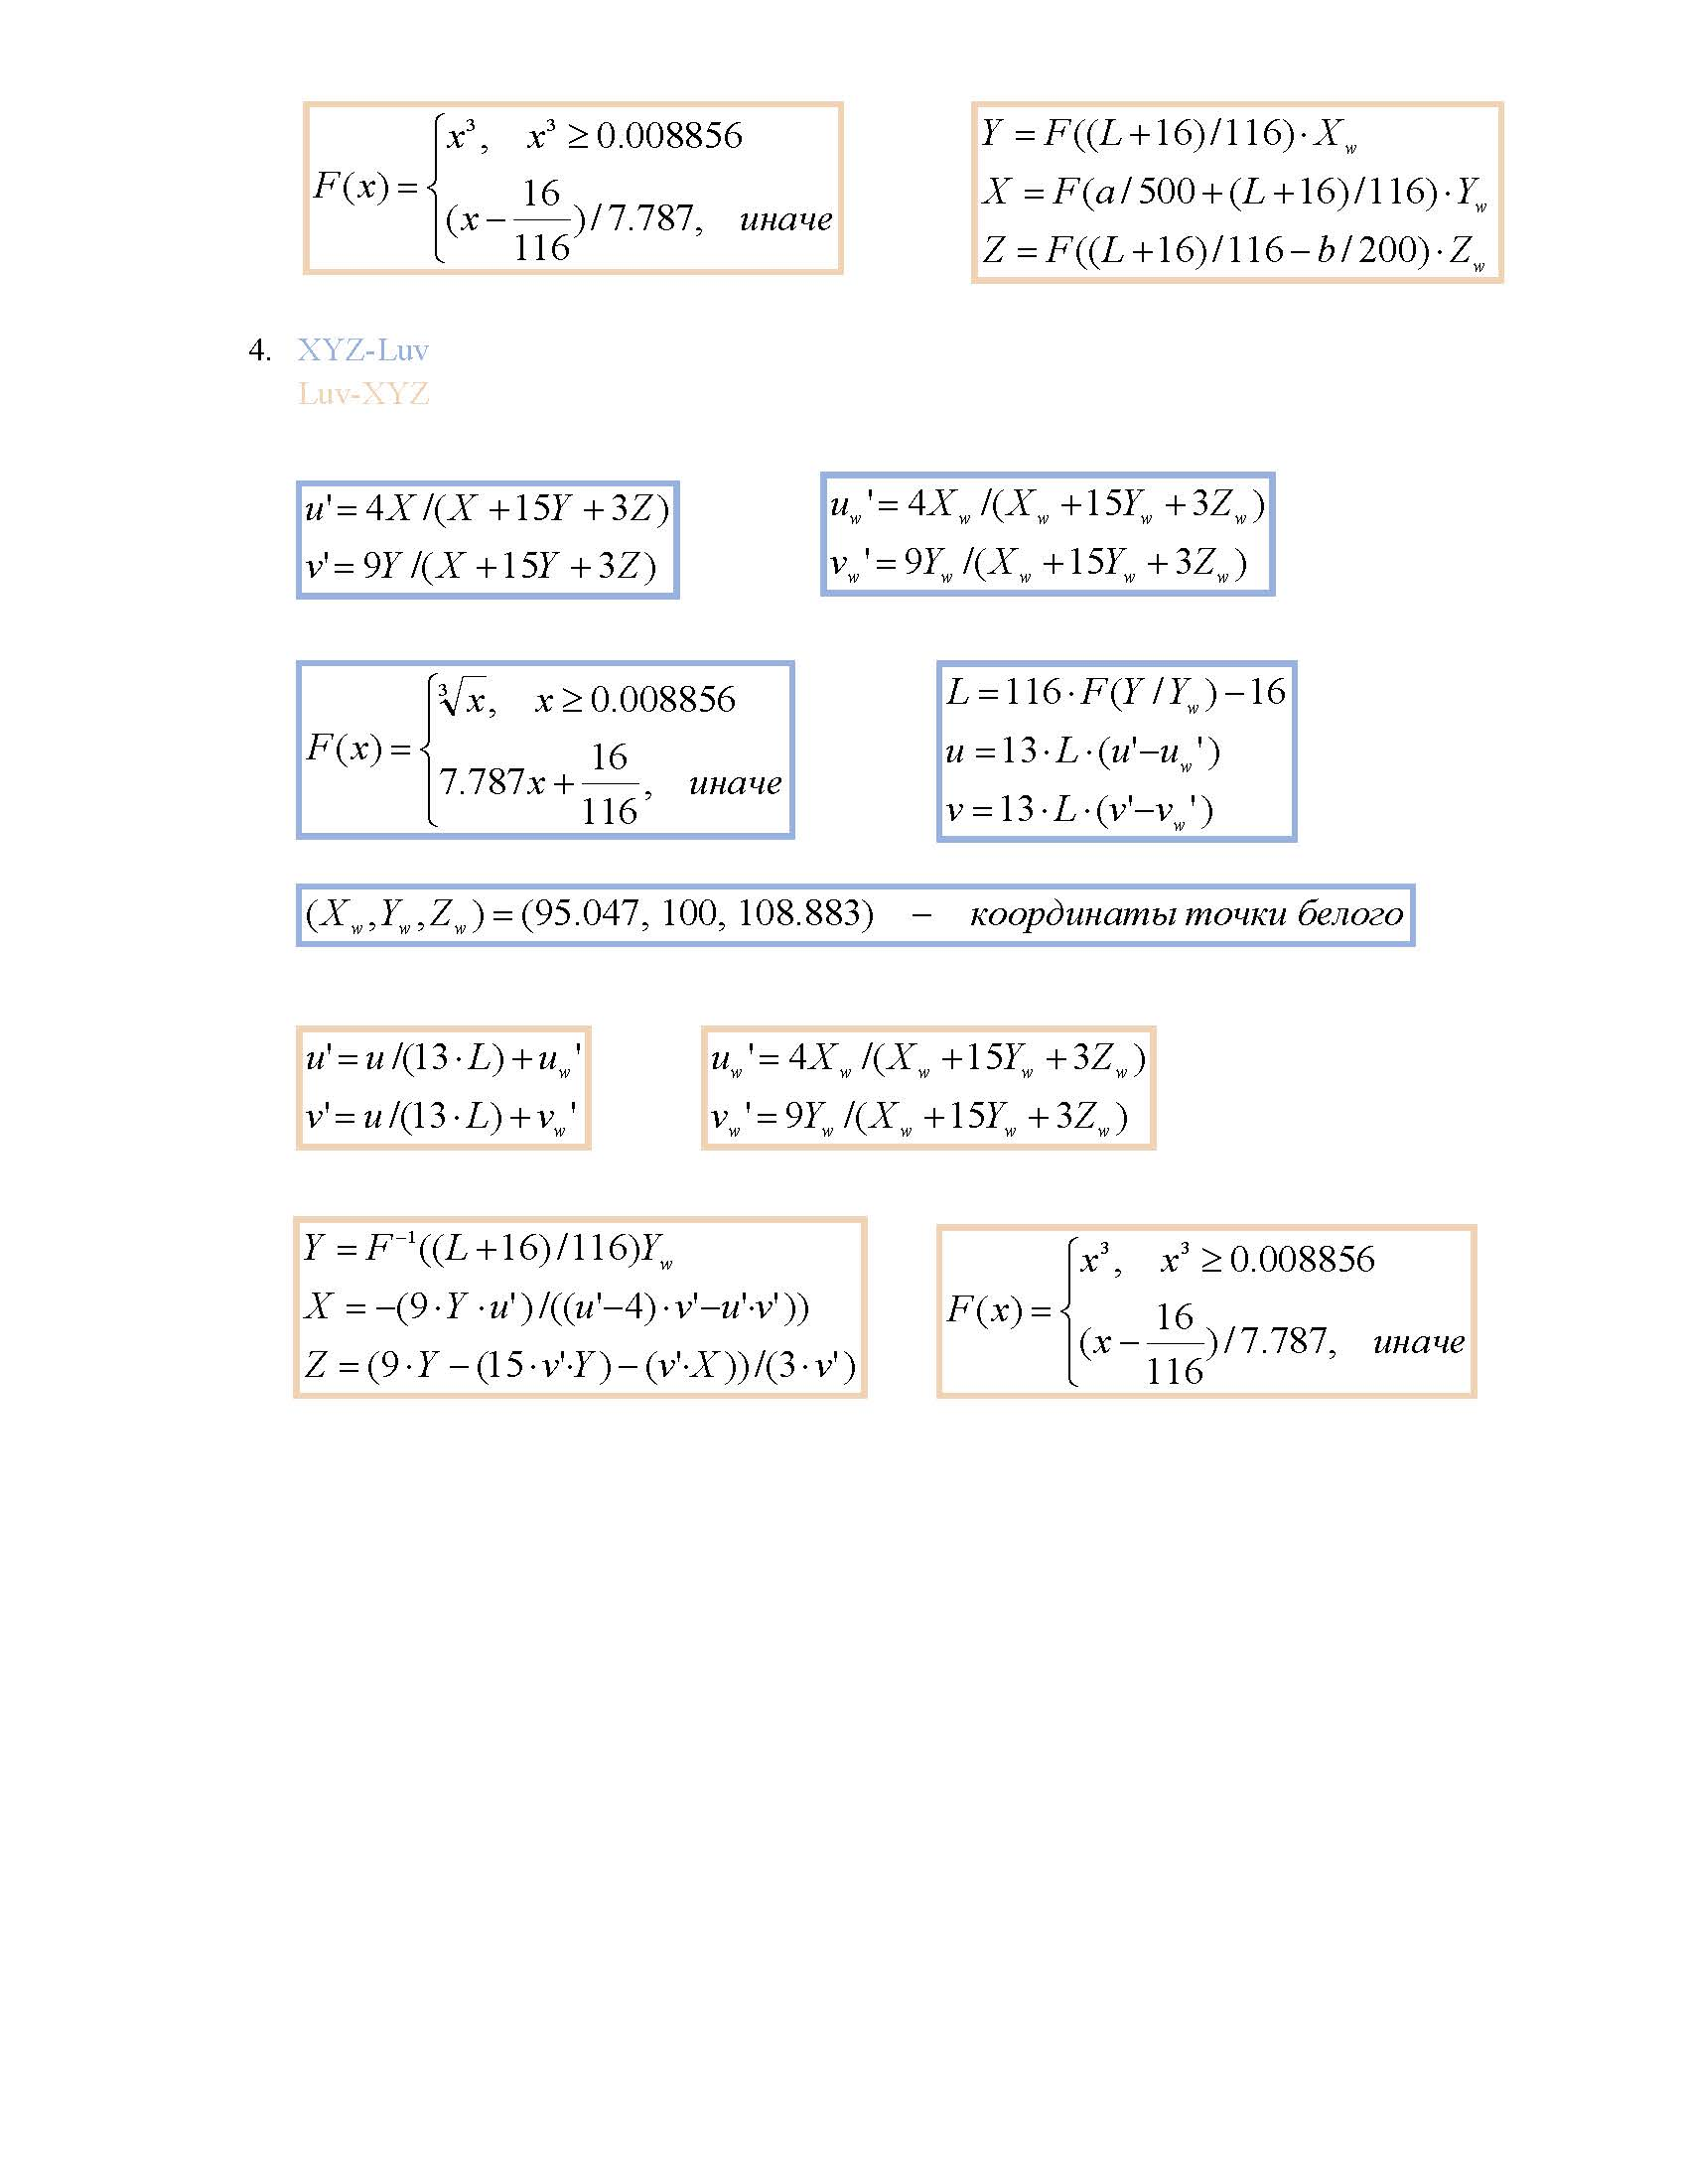 F(x) = { x³, x³ ≥ 0.008856
(x − 16/116)/7.787, иначе
Y = F((L+16)/116)· X_w
X = F(a/500+(L+16)/116)·Y_w
Z = F((L+16)/116−b/200)·Z_w
4. XYZ-Luv
Luv-XYZ
u'= 4X/(X+15Y+3Z)
v'= 9Y/(X+15Y+3Z)
u_w'= 4X_w/(X_w+15Y_w+3Z_w)
v_w'= 9Y_w/(X_w+15Y_w+3Z_w)
F(x) = { ∛x, x ≥ 0.008856
7.787x + 16/116, иначе
L = 116·F(Y/Y_w)−16
u = 13·L·(u'−u_w')
v = 13·L·(v'−v_w')
(X_w,Y_w,Z_w) = (95.047, 100, 108.883) – координаты точки белого
u'= u/(13·L)+u_w'
v'= u/(13·L)+v_w'
u_w'= 4X_w/(X_w+15Y_w+3Z_w)
v_w'= 9Y_w/(X_w+15Y_w+3Z_w)
Y = F⁻¹((L+16)/116)Y_w
X = −(9·Y·u')/((u'−4)·v'−u'·v'))
Z = (9·Y−(15·v'·Y)−(v'·X))/(3·v')
F(x) = { x³, x³ ≥ 0.008856
(x − 16/116)/7.787, иначе